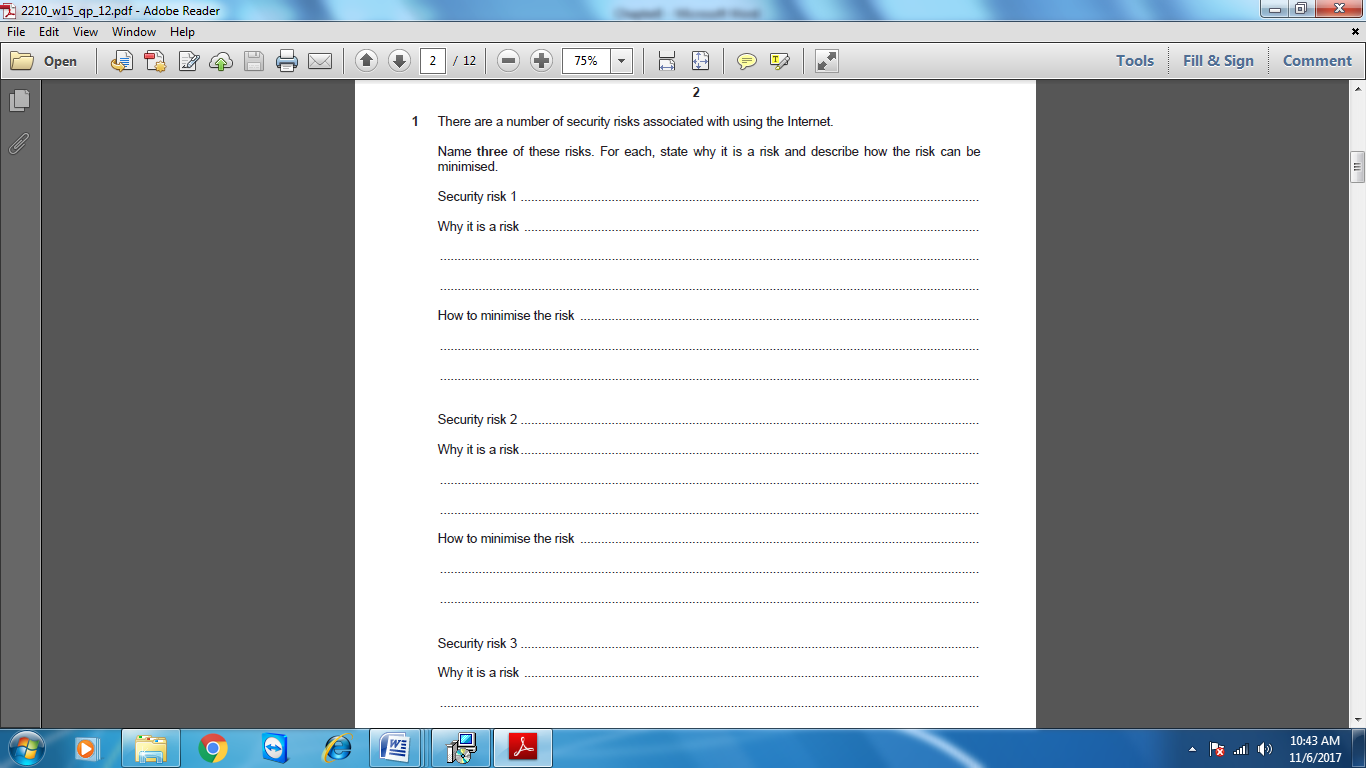 2210_w15_qp_12.pdf - Adobe Reader
File Edit View Window Help
Open 2 / 12 75% Tools Fill & Sign Comment
2
1 There are a number of security risks associated with using the Internet.
Name three of these risks. For each, state why it is a risk and describe how the risk can be
minimised.
Security risk 1 ..........
Why it is a risk ..........
..........
..........
How to minimise the risk ..........
..........
..........
Security risk 2 ..........
Why it is a risk ..........
..........
..........
How to minimise the risk ..........
..........
..........
Security risk 3 ..........
Why it is a risk ..........
..........
10:43 AM
11/6/2017